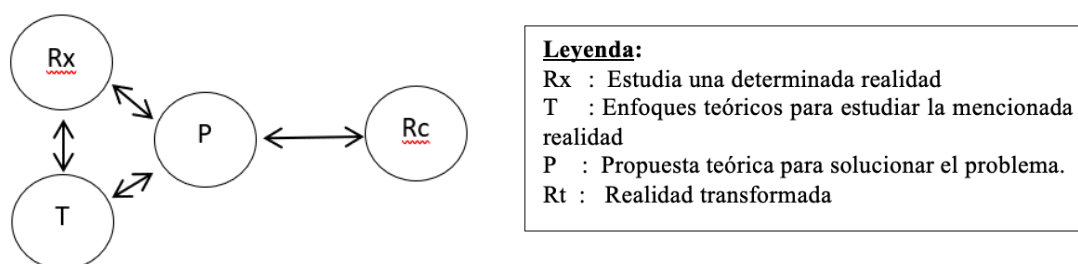 Rx
P
Rc
T
Leyenda:
Rx : Estudia una determinada realidad
T : Enfoques teóricos para estudiar la mencionada
realidad
P : Propuesta teórica para solucionar el problema.
Rt : Realidad transformada